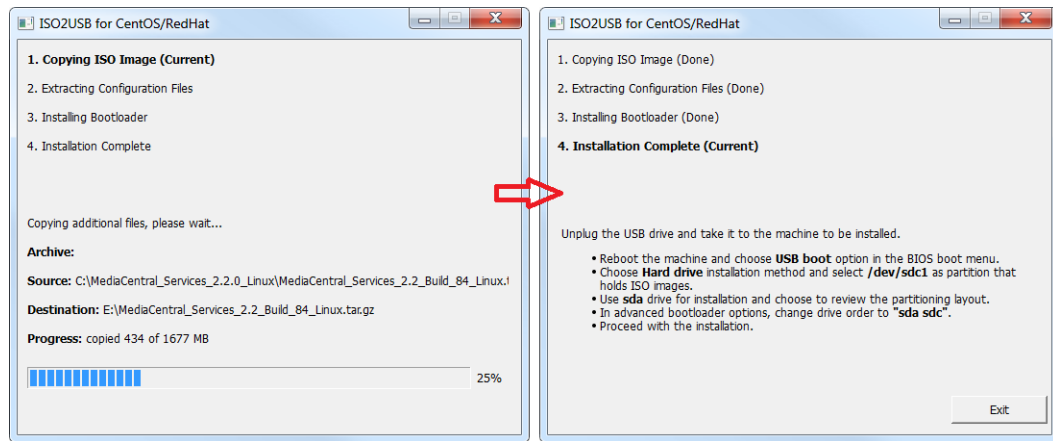 ISO2USB for CentOS/RedHat
1. Copying ISO Image (Current)
2. Extracting Configuration Files
3. Installing Bootloader
4. Installation Complete
Copying additional files, please wait...
Archive:
Source: C:\MediaCentral_Services_2.2.0_Linux\MediaCentral_Services_2.2_Build_84_Linux.t
Destination: E:\MediaCentral_Services_2.2_Build_84_Linux.tar.gz
Progress: copied 434 of 1677 MB
25%
ISO2USB for CentOS/RedHat
1. Copying ISO Image (Done)
2. Extracting Configuration Files (Done)
3. Installing Bootloader (Done)
4. Installation Complete (Current)
Unplug the USB drive and take it to the machine to be installed.
• Reboot the machine and choose USB boot option in the BIOS boot menu.
• Choose Hard drive installation method and select /dev/sdc1 as partition that
holds ISO images.
• Use sda drive for installation and choose to review the partitioning layout.
• In advanced bootloader options, change drive order to "sda sdc".
• Proceed with the installation.
Exit